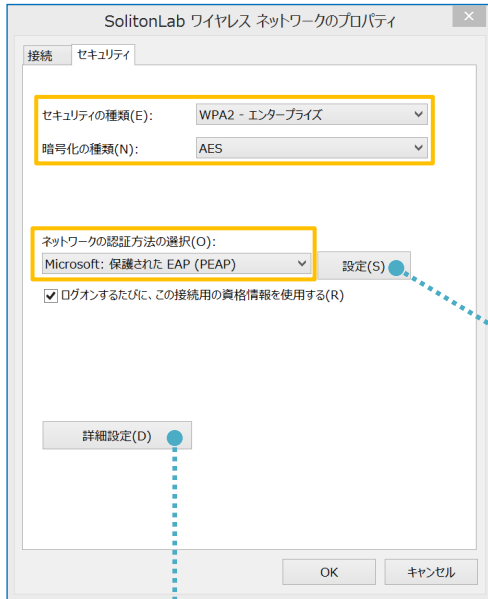 SolitonLab ワイヤレス ネットワークのプロパティ
接続 セキュリティ
セキュリティの種類(E): WPA2 - エンタープライズ
暗号化の種類(N): AES
ネットワークの認証方法の選択(O):
Microsoft: 保護された EAP (PEAP) 設定(S)
ログオンするたびに、この接続用の資格情報を使用する(R)
詳細設定(D)
OK キャンセル